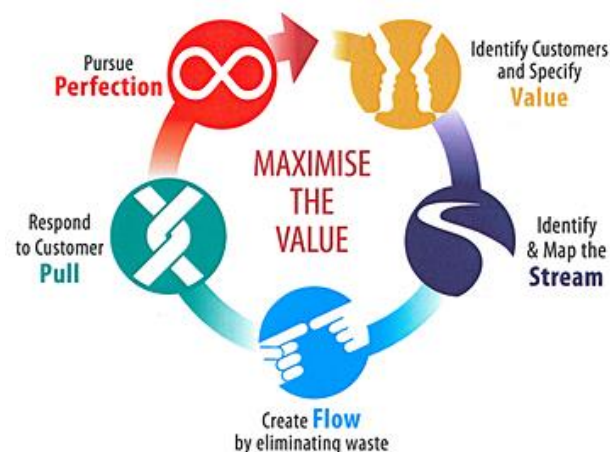 MAXIMISE
THE
VALUE
Identify Customers
and Specify
Value
Identify
& Map the
Stream
Create Flow
by eliminating waste
Respond
to Customer
Pull
Pursue
Perfection